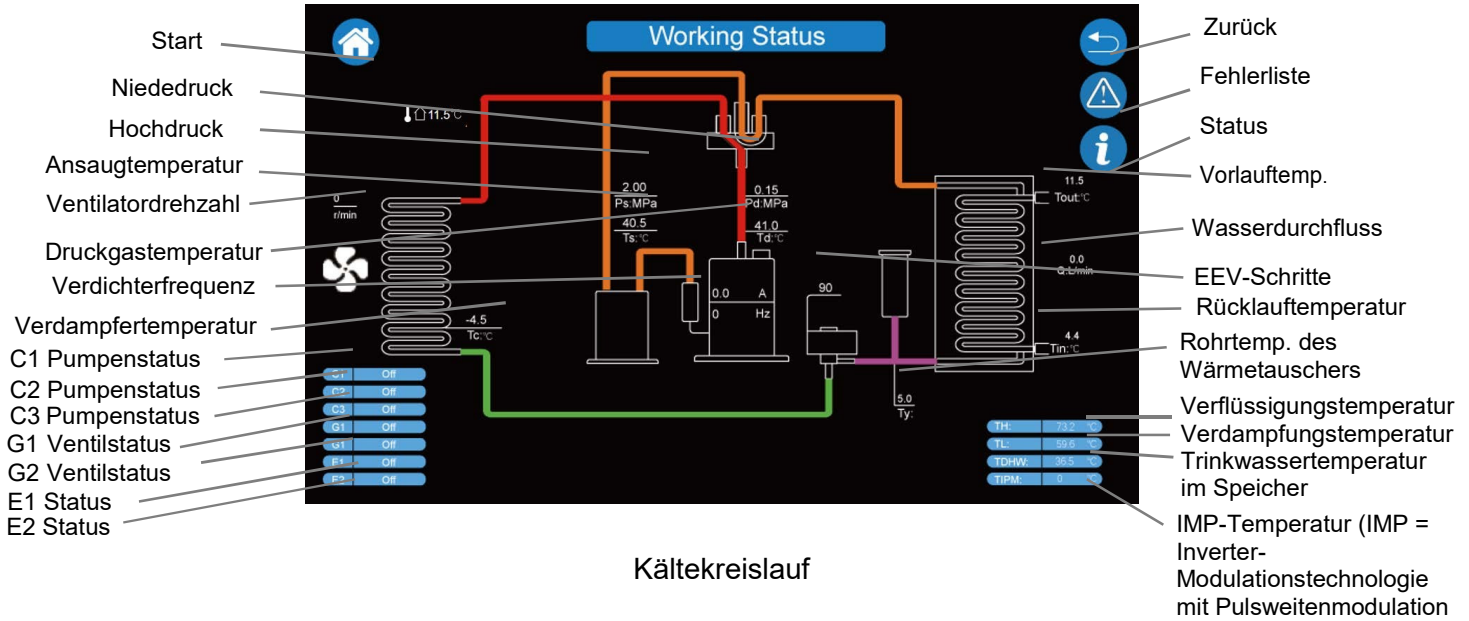 Working Status
Start
Niededruck
Hochdruck
Ansaugtemperatur
Ventilatordrehzahl
Druckgastemperatur
Verdichterfrequenz
Verdampfertemperatur
C1 Pumpenstatus
C2 Pumpenstatus
C3 Pumpenstatus
G1 Ventilstatus
G2 Ventilstatus
E1 Status
E2 Status
11.5°C
0
r/min
2.00
Ps:MPa
40.5
Ts:°C
0.15
Pd:MPa
41.0
Td:°C
0.0 A
0 Hz
-4.5
Tc:°C
90
5.0
Ty:
11.5
Tout:°C
0.0
Q:L/min
4.4
Tin:°C
C1 Off
C2 Off
C3 Off
G1 Off
G1 Off
E1 Off
E2 Off
TH: 73.2 °C
TL: 59.6 °C
TDHW: 36.5 °C
TIPM: 0 °C
Zurück
Fehlerliste
Status
Vorlauftemp.
Wasserdurchfluss
EEV-Schritte
Rücklauftemperatur
Rohrtemp. des
Wärmetauschers
Verflüssigungstemperatur
Verdampfungstemperatur
Trinkwassertemperatur
im Speicher
IMP-Temperatur (IMP =
Inverter-
Modulationstechnologie
mit Pulsweitenmodulation
Kältekreislauf